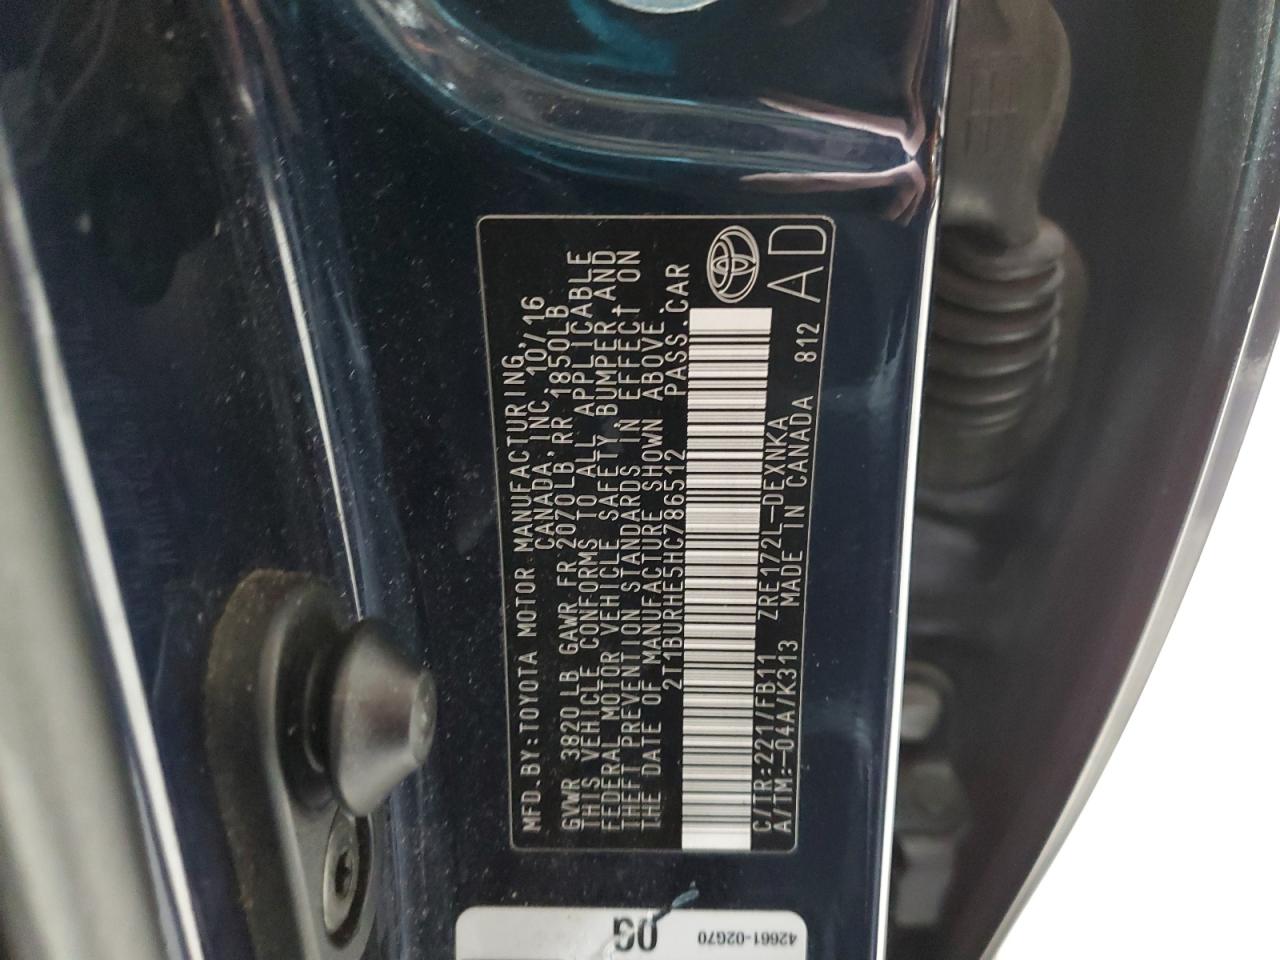 MFD.BY:TOYOTA MOTOR MANUFACTURING,
CANADA,INC. 10/16
GVWR 3820 LB GAWR FR 2070LB RR 1850LB
THIS VEHICLE CONFORMS TO ALL APPLICABLE
FEDERAL MOTOR VEHICLE SAFETY, BUMPER, AND
THEFT PREVENTION STANDARDS IN EFFECT ON
THE DATE OF MANUFACTURE SHOWN ABOVE.
2T1BURHE5HC786512 PASS.CAR
C/TR:221/FB11 ZRE172L-DEXNKA
A/TM:-04A/K313 MADE IN CANADA 812
AD
42661-02G70